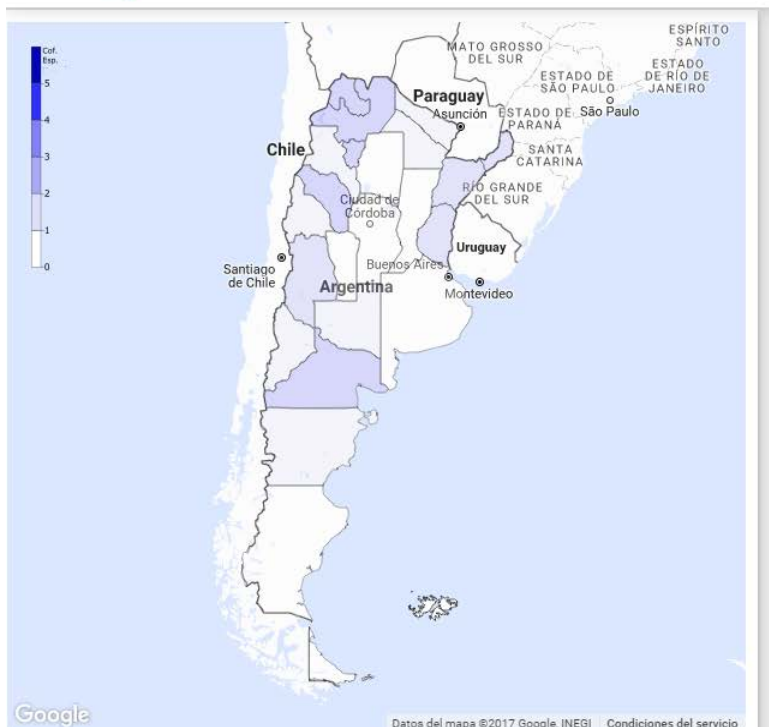 ESPÍRITO
SANTO
MATO GROSSO
DEL SUR
ESTADO
DE RÍO DE
JANEIRO
ESTADO DE
SÃO PAULO
São Paulo
Cof.
Esp.
5
4
3
2
1
0
Paraguay
Asunción
ESTADO DE
PARANÁ
SANTA
CATARINA
Chile
RÍO GRANDE
DEL SUR
Ciudad de
Córdoba
Uruguay
Buenos Aires
Santiago
de Chile
Argentina
Montevideo
Google
Datos del mapa ©2017 Google, INEGI
Condiciones del servicio